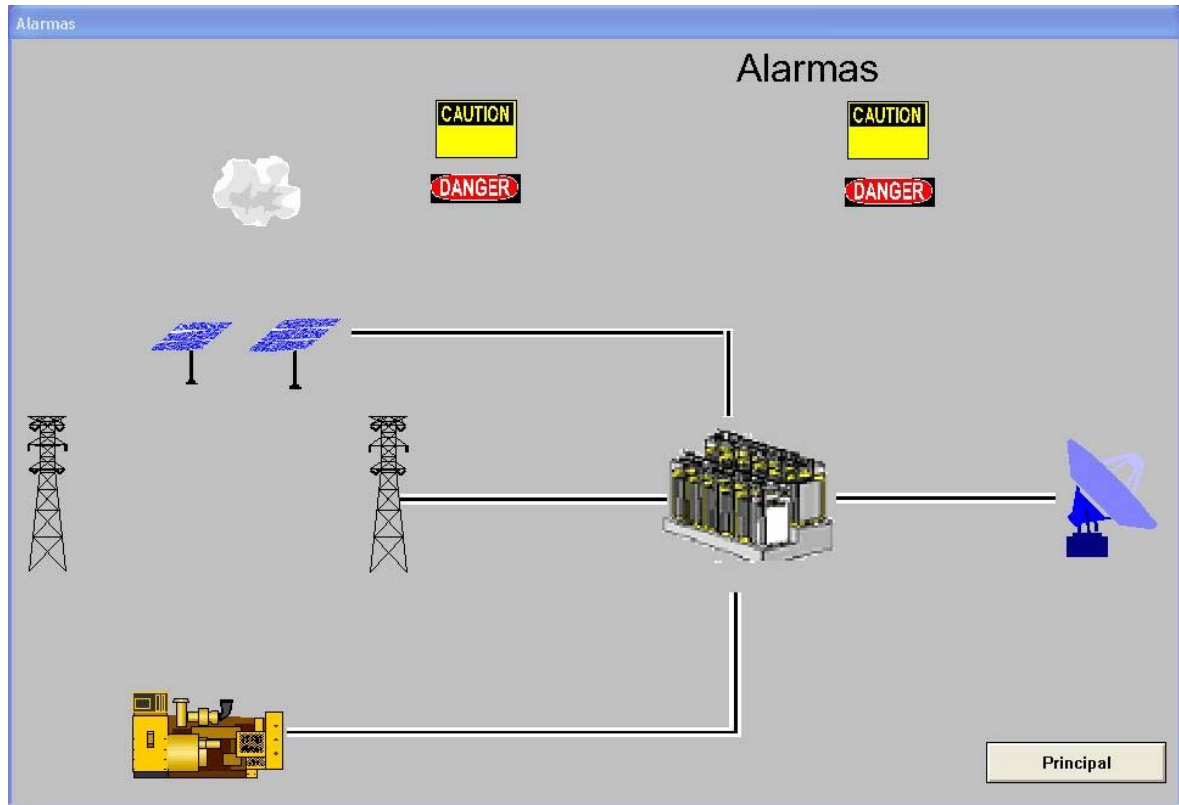 Alarmas
Alarmas
CAUTION
CAUTION
DANGER
DANGER
Principal